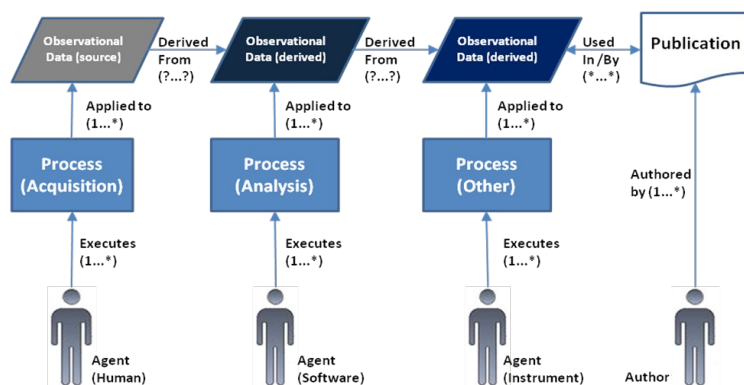 Observational
Data (source)
Derived
From
(?...?)
Observational
Data (derived)
Derived
From
(?...?)
Observational
Data (derived)
Used
In /By
(*...*)
Publication
Applied to
(1...*)
Applied to
(1...*)
Applied to
(1...*)
Process
(Acquisition)
Process
(Analysis)
Process
(Other)
Authored
by (1...*)
Executes
(1...*)
Executes
(1...*)
Executes
(1...*)
Agent
(Human)
Agent
(Software)
Agent
(Instrument)
Author